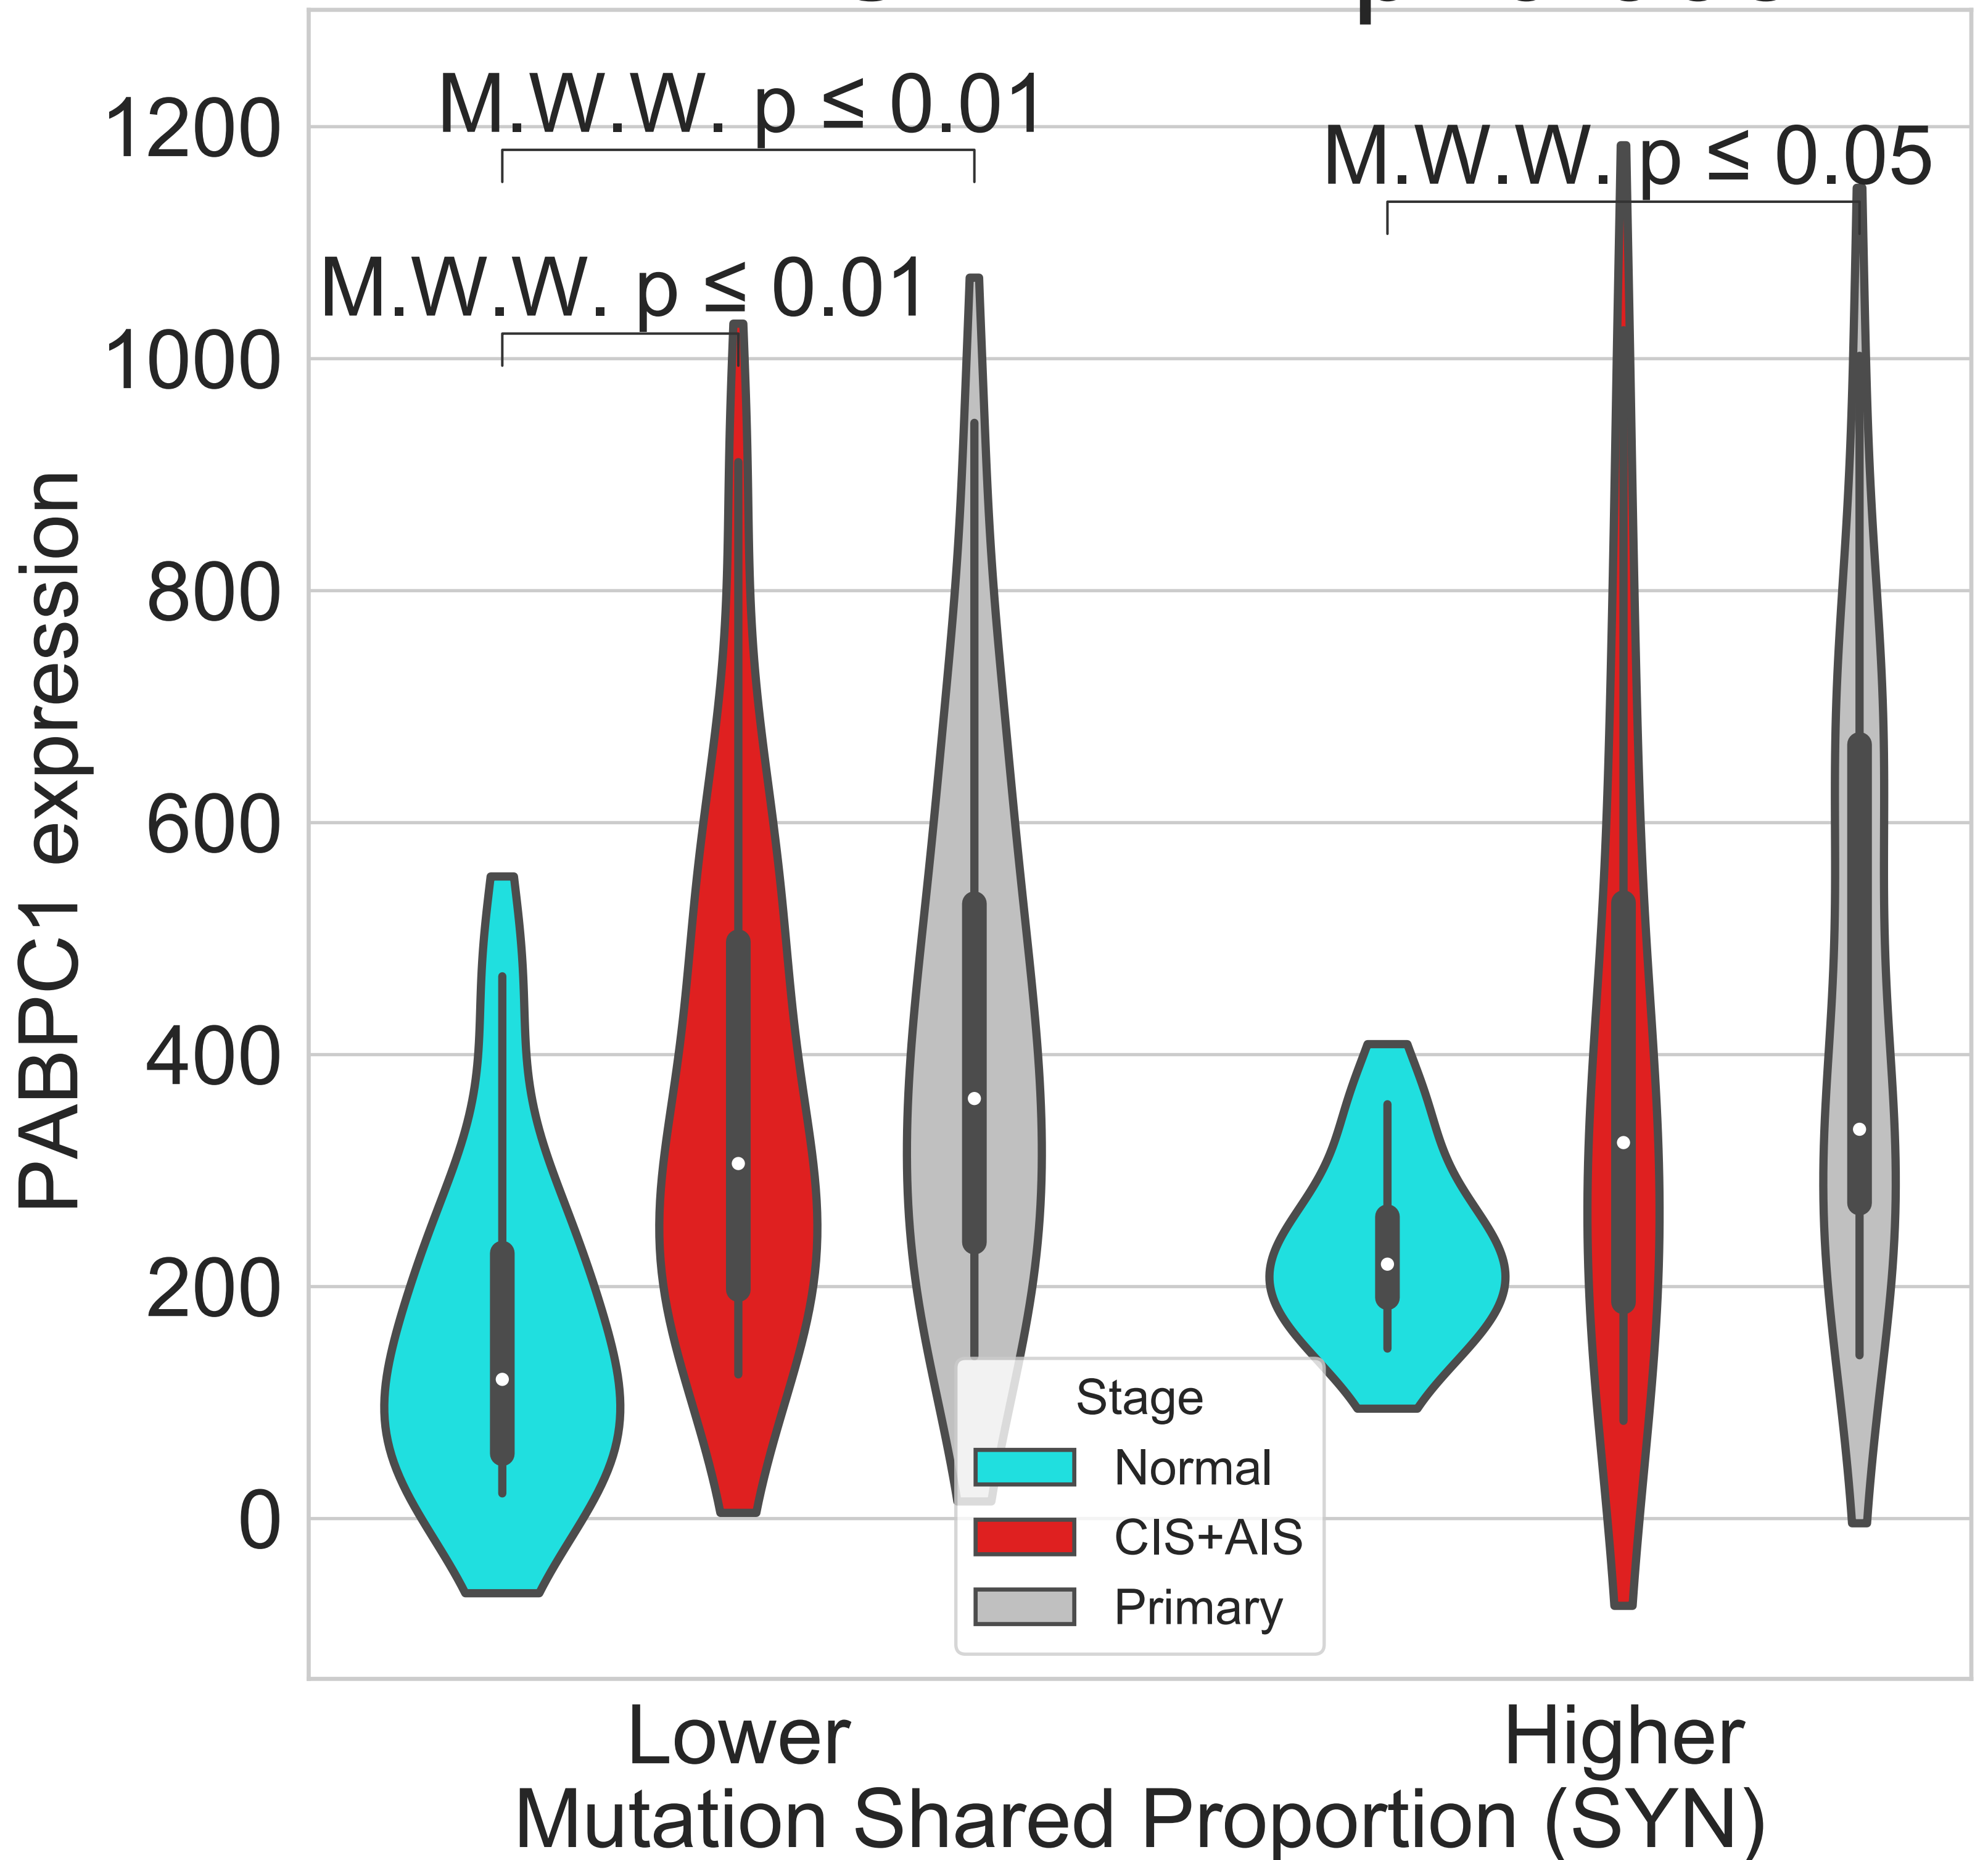 M.W.W. p ≤ 0.01
M.W.W. p ≤ 0.05
M.W.W. p ≤ 0.01
1200
1000
800
600
400
200
0
PABPC1 expression
Stage
Normal
CIS+AIS
Primary
Lower
Higher
Mutation Shared Proportion (SYN)